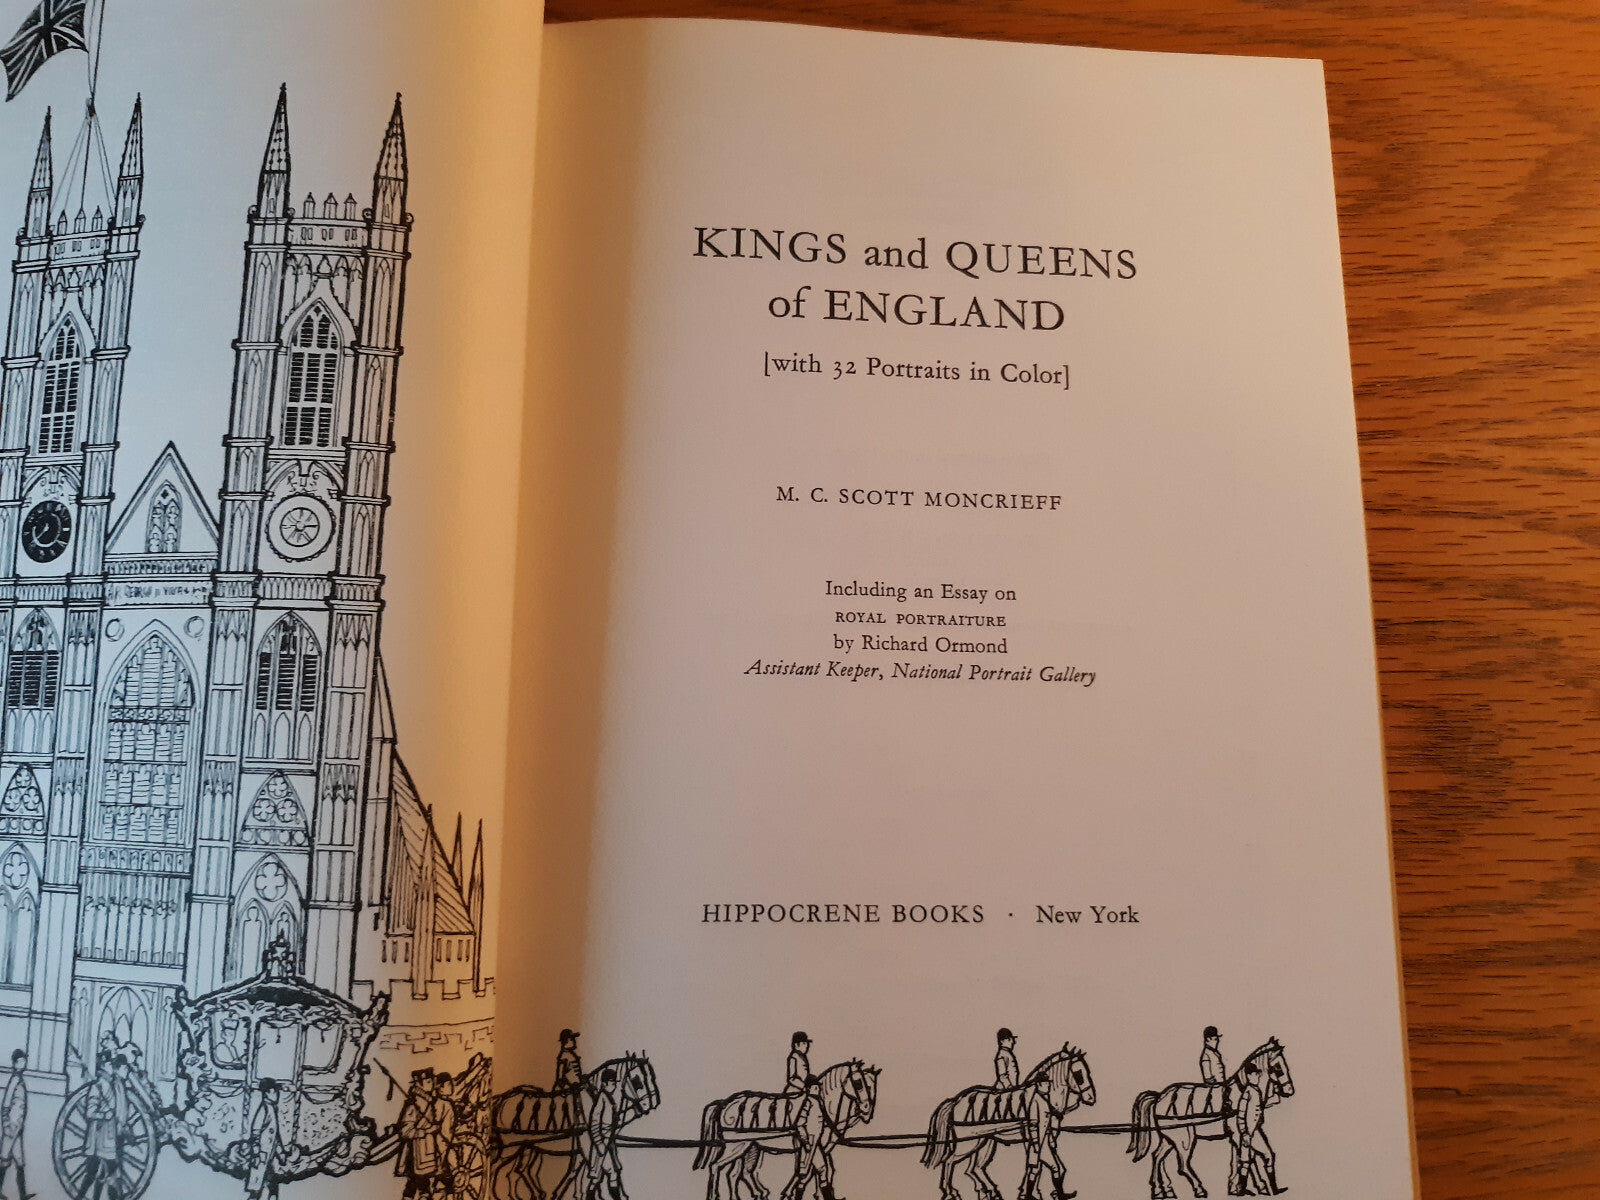 KINGS and QUEENS
of ENGLAND
[with 32 Portraits in Color]
M. C. SCOTT MONCRIEFF
Including an Essay on
ROYAL PORTRAITURE
by Richard Ormond
Assistant Keeper, National Portrait Gallery
HIPPOCRENE BOOKS · New York